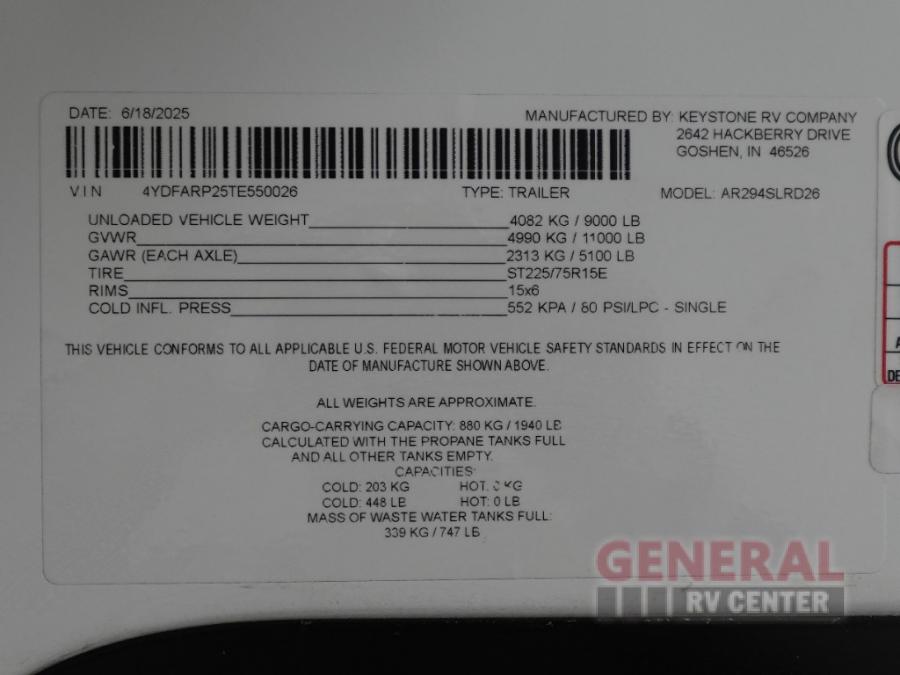 DATE: 6/18/2025
MANUFACTURED BY: KEYSTONE RV COMPANY
2642 HACKBERRY DRIVE
GOSHEN, IN 46526
VIN 4YDFARP25TE550026 TYPE: TRAILER MODEL: AR294SLRD26
UNLOADED VEHICLE WEIGHT 4082 KG / 9000 LB
GVWR 4990 KG / 11000 LB
GAWR (EACH AXLE) 2313 KG / 5100 LB
TIRE ST225/75R15E
RIMS 15x6
COLD INFL. PRESS 552 KPA / 80 PSI/LPC - SINGLE
THIS VEHICLE CONFORMS TO ALL APPLICABLE U.S. FEDERAL MOTOR VEHICLE SAFETY STANDARDS IN EFFECT ON THE
DATE OF MANUFACTURE SHOWN ABOVE.
ALL WEIGHTS ARE APPROXIMATE.
CARGO-CARRYING CAPACITY: 880 KG / 1940 LB
CALCULATED WITH THE PROPANE TANKS FULL
AND ALL OTHER TANKS EMPTY.
CAPACITIES:
COLD: 203 KG HOT: 0 KG
COLD: 448 LB HOT: 0 LB
MASS OF WASTE WATER TANKS FULL:
339 KG / 747 LB
GENERAL
RV CENTER
A
DE